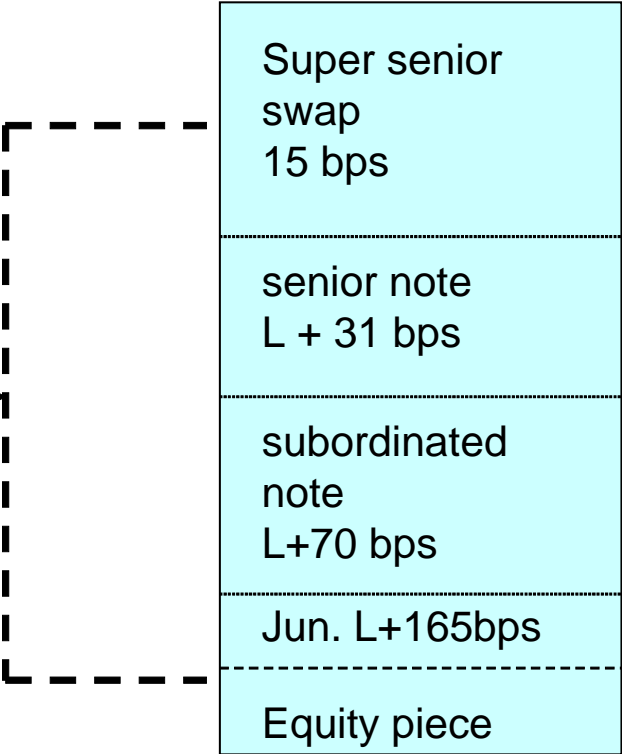 Super senior
swap
15 bps
senior note
L + 31 bps
subordinated
note
L+70 bps
Jun. L+165bps
Equity piece